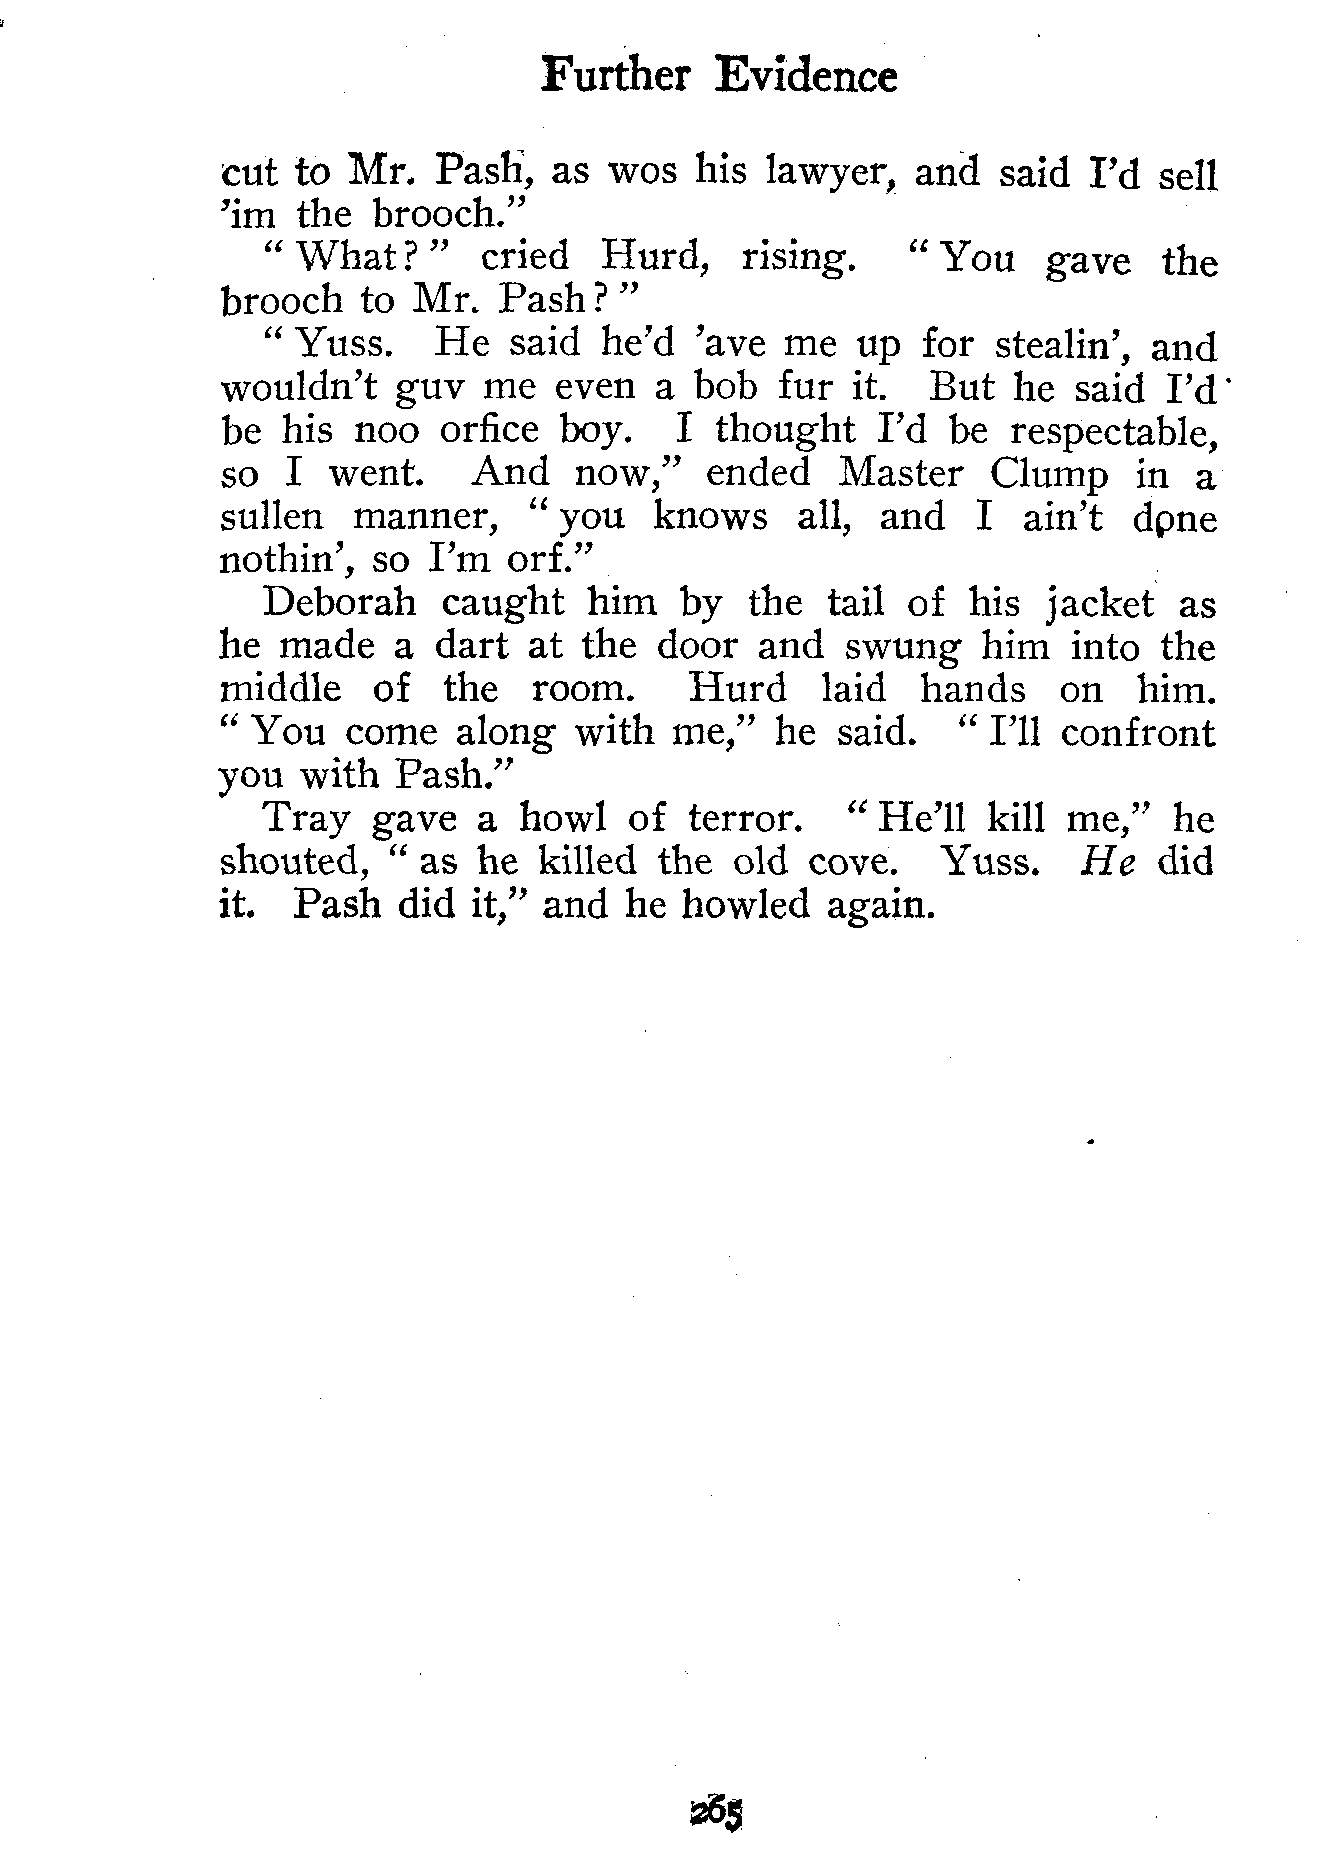 Further Evidence
cut to Mr. Pash, as wos his lawyer, and said I'd sell
'im the brooch."
"What?" cried Hurd, rising. "You gave the
brooch to Mr. Pash?"
"Yuss. He said he'd 'ave me up for stealin', and
wouldn't guv me even a bob fur it. But he said I'd
be his noo orfice boy. I thought I'd be respectable,
so I went. And now," ended Master Clump in a
sullen manner, "you knows all, and I ain't done
nothin', so I'm orf."
Deborah caught him by the tail of his jacket as
he made a dart at the door and swung him into the
middle of the room. Hurd laid hands on him.
"You come along with me," he said. "I'll confront
you with Pash."
Tray gave a howl of terror. "He'll kill me," he
shouted, "as he killed the old cove. Yuss. He did
it. Pash did it," and he howled again.
265